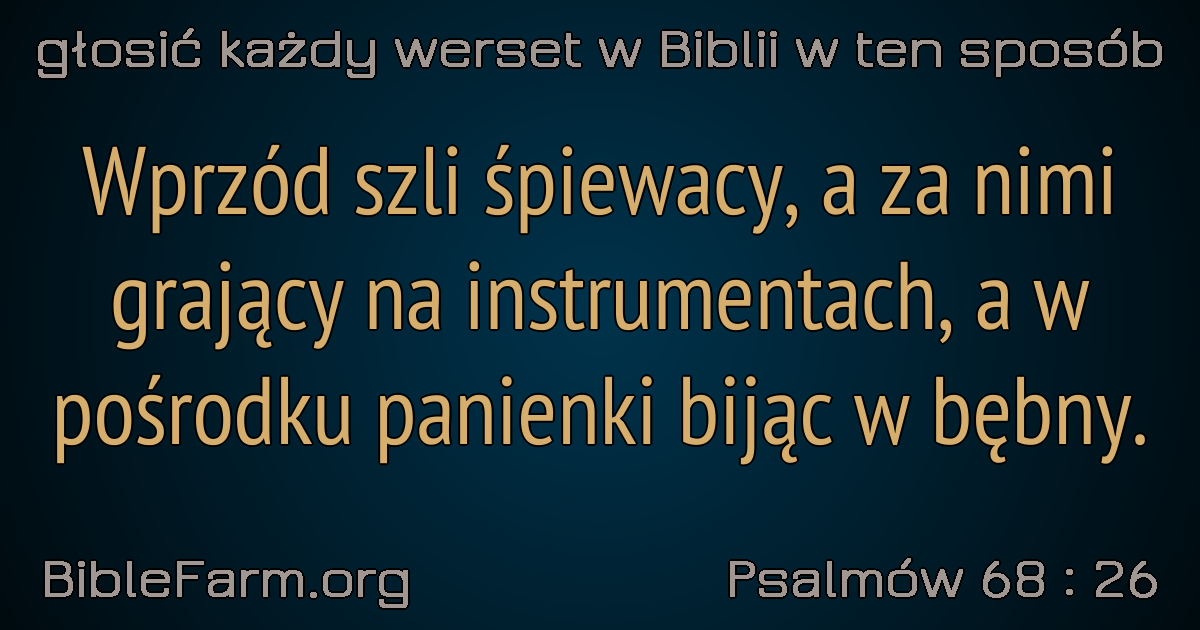 głosić każdy werset w Biblii w ten sposób
Wprzód szli śpiewacy, a za nimi
grający na instrumentach, a w
pośrodku panienki bijąc w bębny.
BibleFarm.org
Psalmów 68 : 26